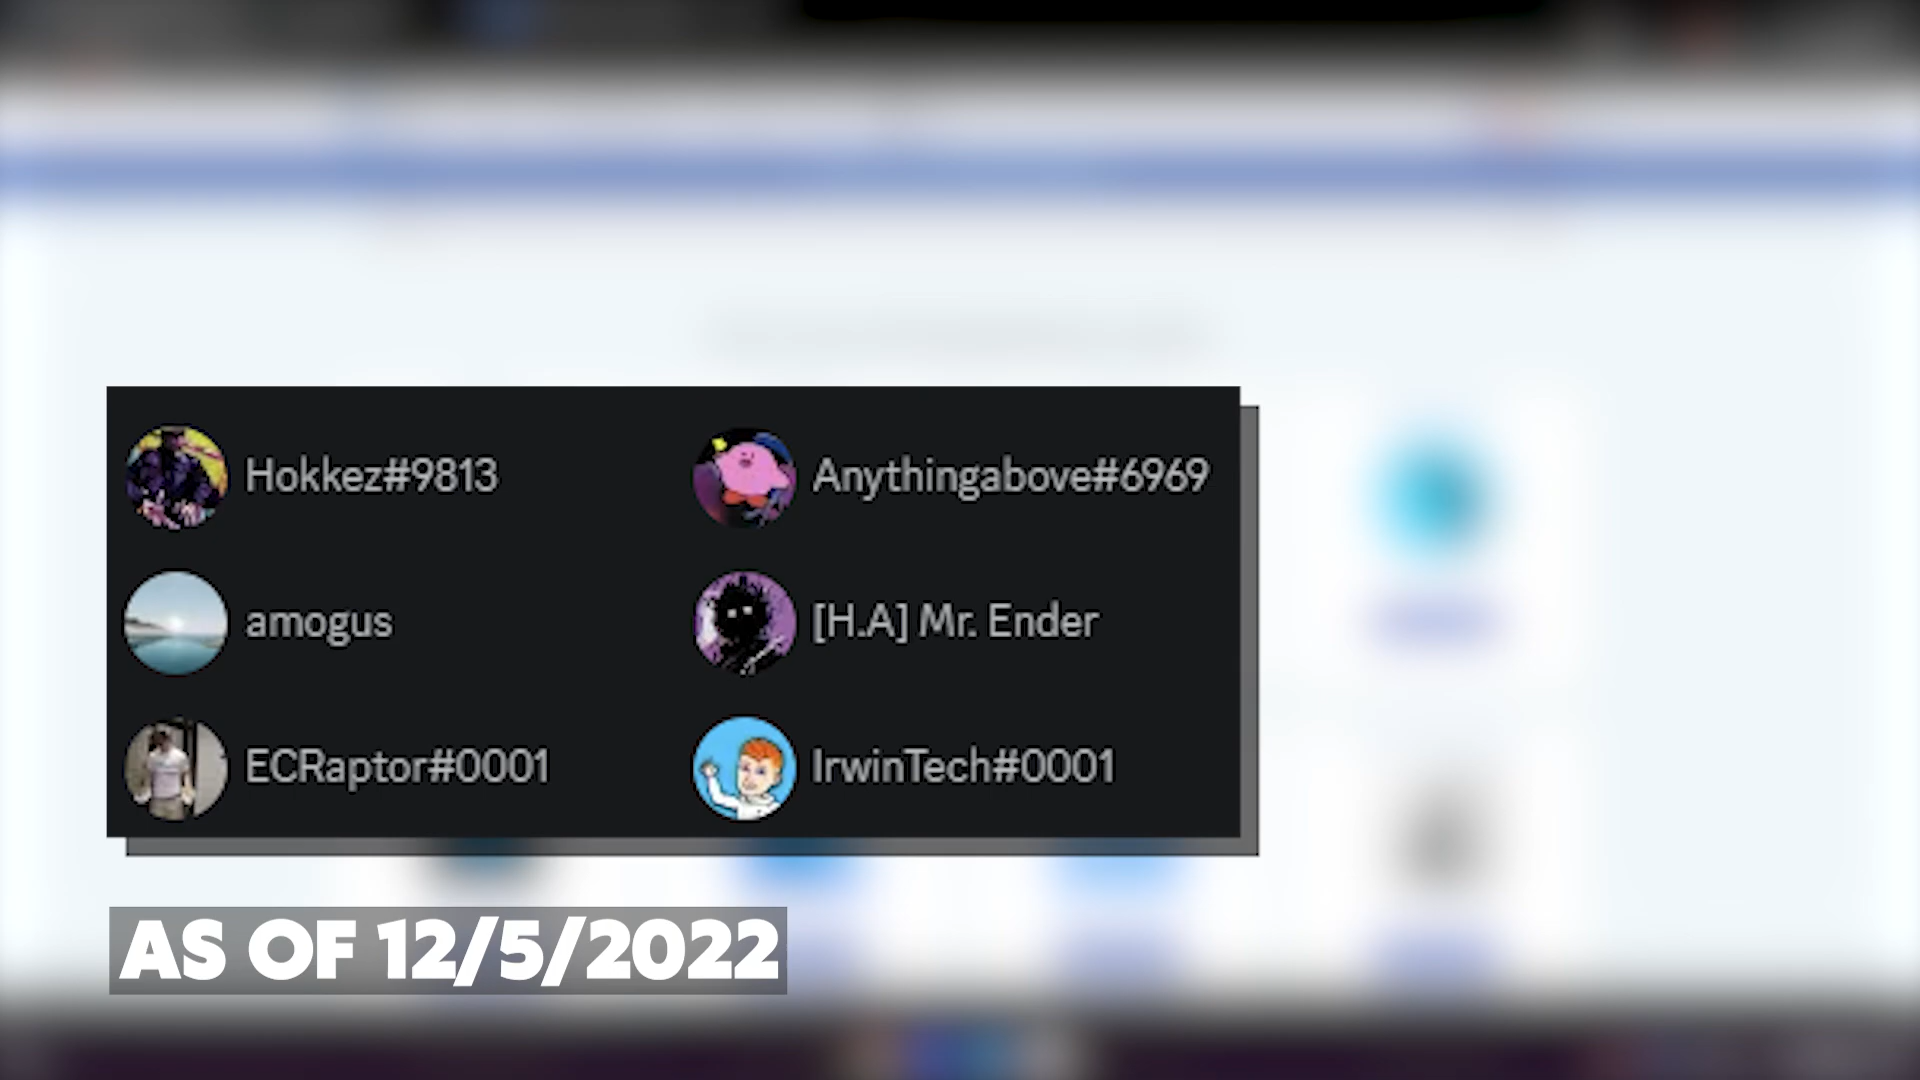 Hokkez#9813
Anythingabove#6969
amogus
[H.A] Mr. Ender
ECRaptor#0001
IrwinTech#0001
AS OF 12/5/2022